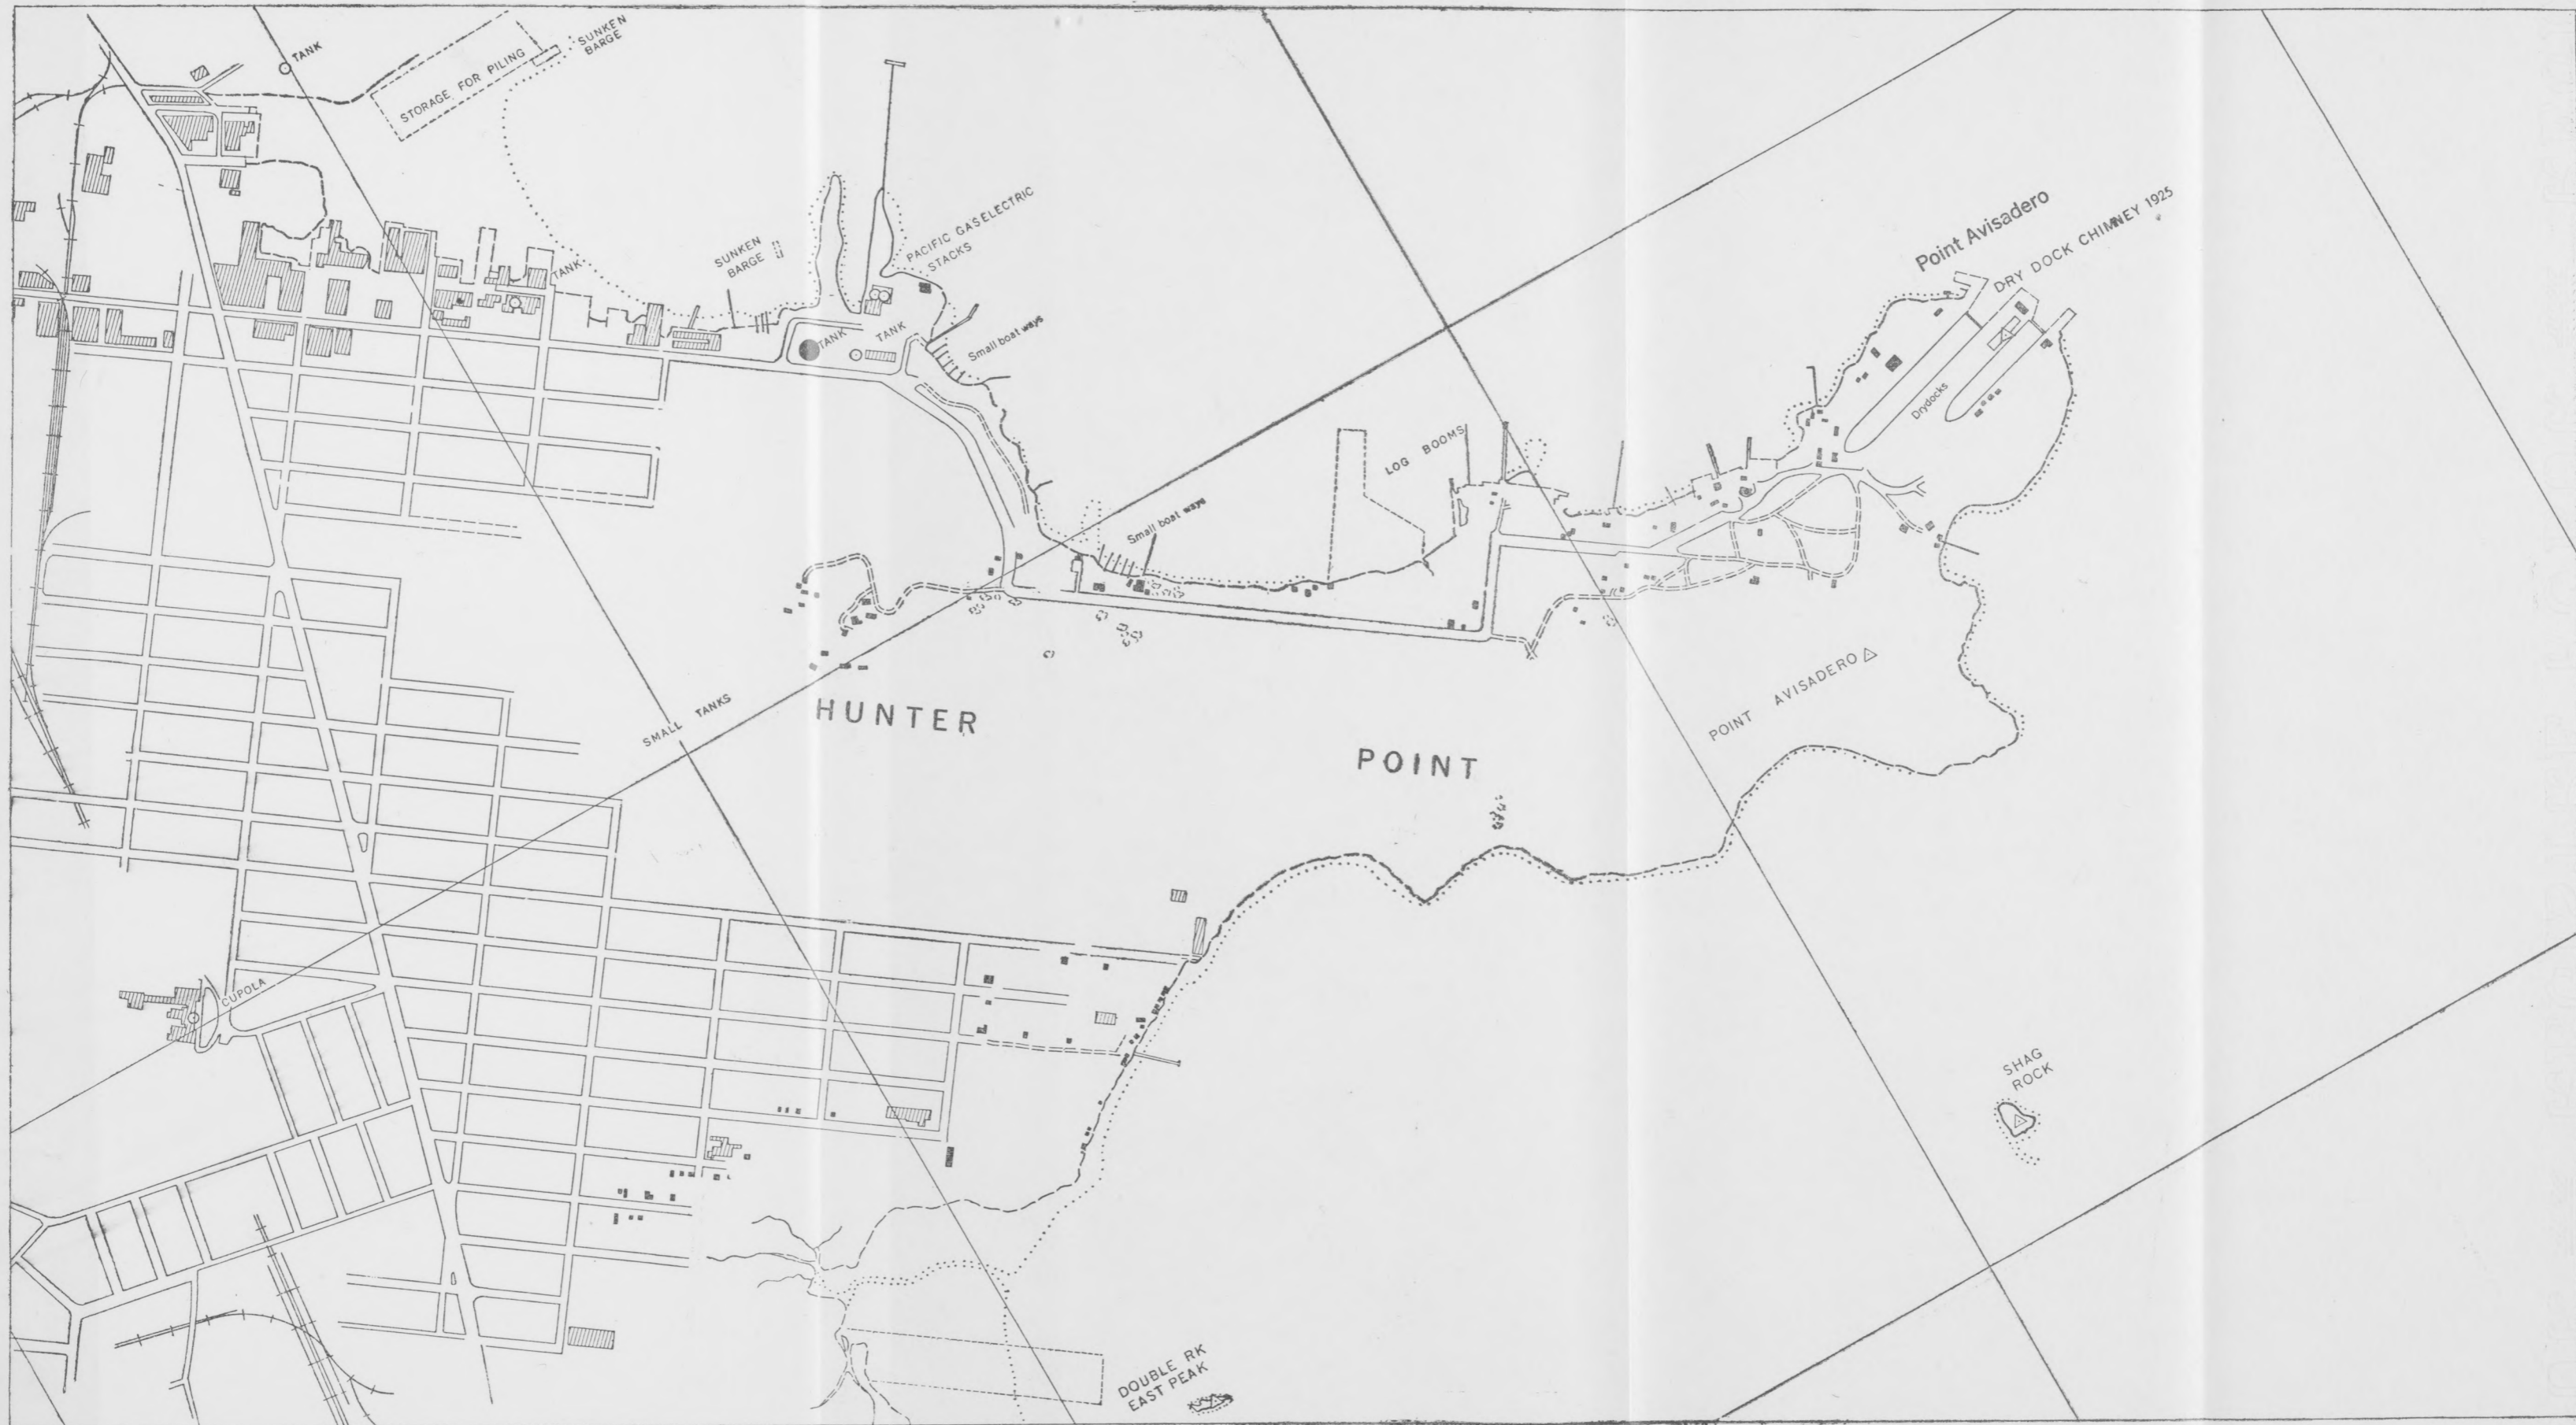 TANK
STORAGE FOR PILING
SUNKEN
BARGE
Point Avisadero
DRY DOCK CHIMNEY 1925
PACIFIC GAS ELECTRIC
STACKS
SUNKEN
BARGE
TANK
TANK
TANK
Small boat ways
Drydocks
LOG BOOMS
Small boat ways
POINT AVISADERO
SMALL TANKS
HUNTER
POINT
CUPOLA
SHAG
ROCK
DOUBLE RK
EAST PEAK